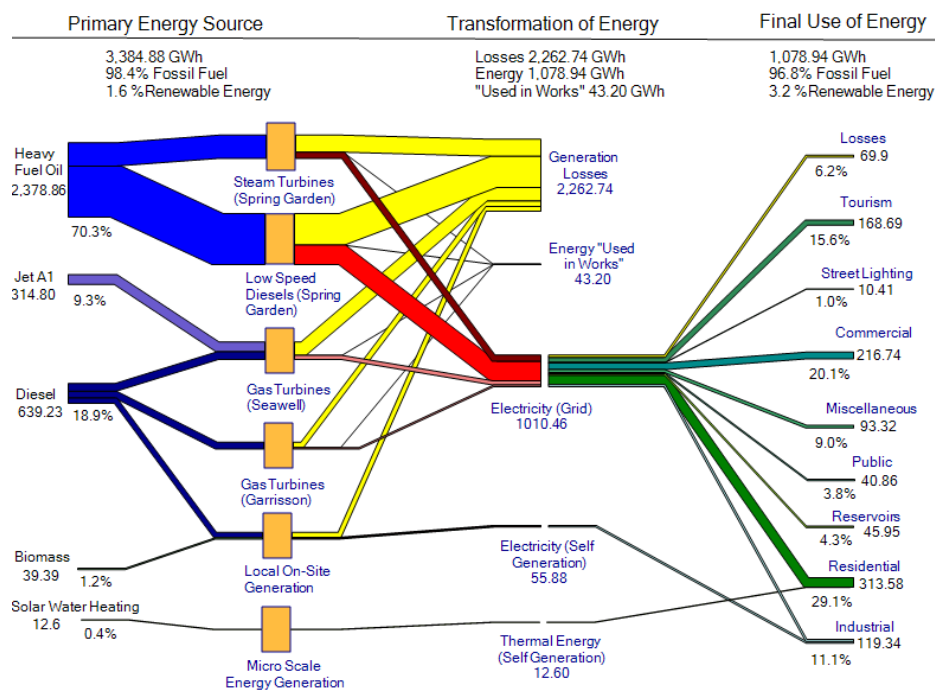 Primary Energy Source
Transformation of Energy
Final Use of Energy
3,384.88 GWh
98.4% Fossil Fuel
1.6 %Renewable Energy
Losses 2,262.74 GWh
Energy 1,078.94 GWh
"Used in Works" 43.20 GWh
1,078.94 GWh
96.8% Fossil Fuel
3.2 %Renewable Energy
Heavy
Fuel Oil
2,378.86
70.3%
Jet A1
314.80
9.3%
Diesel
639.23
18.9%
Biomass
39.39
1.2%
Solar Water Heating
12.6
0.4%
Steam Turbines
(Spring Garden)
Low Speed
Diesels (Spring
Garden)
Gas Turbines
(Seawell)
Gas Turbines
(Garrisson)
Local On-Site
Generation
Micro Scale
Energy Generation
Generation
Losses
2,262.74
Energy "Used
in Works"
43.20
Electricity (Grid)
1010.46
Electricity (Self
Generation)
55.88
Thermal Energy
(Self Generation)
12.60
Losses
69.9
6.2%
Tourism
168.69
15.6%
Street Lighting
10.41
1.0%
Commercial
216.74
20.1%
Miscellaneous
93.32
9.0%
Public
40.86
3.8%
Reservoirs
45.95
4.3%
Residential
313.58
29.1%
Industrial
119.34
11.1%